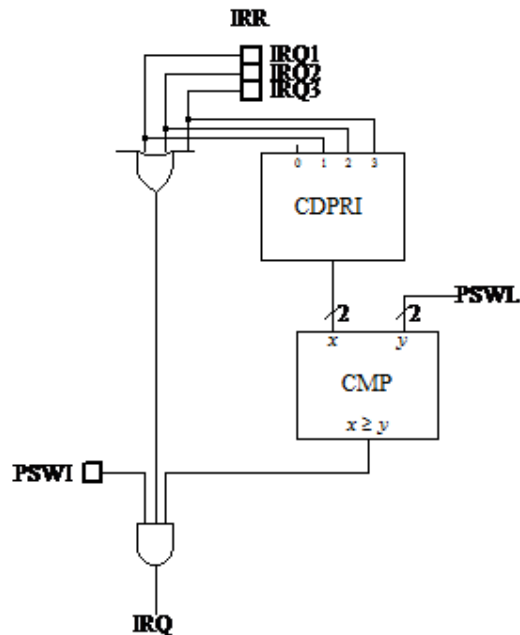 IRR
IRQ1
IRQ2
IRQ3
0 1 2 3
CDPRI
2 2 PSWL
x y
CMP
x ≥ y
PSWI
IRQ